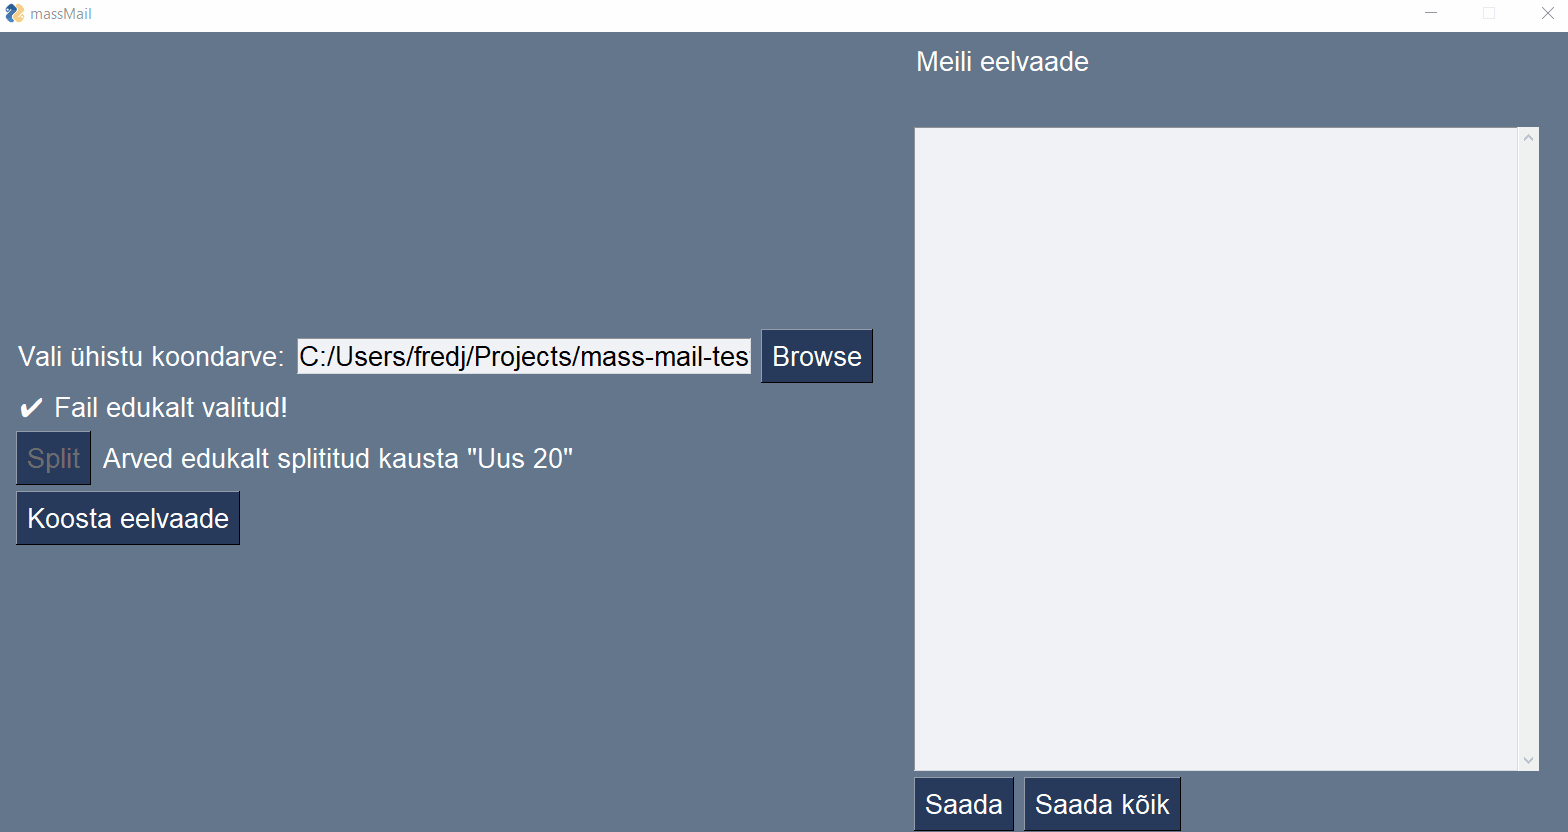 massMail
Meili eelvaade
Vali ühistu koondarve: C:/Users/fredj/Projects/mass-mail-tes Browse
✔ Fail edukalt valitud!
Split Arved edukalt splititud kausta "Uus 20"
Koosta eelvaade
Saada Saada kõik